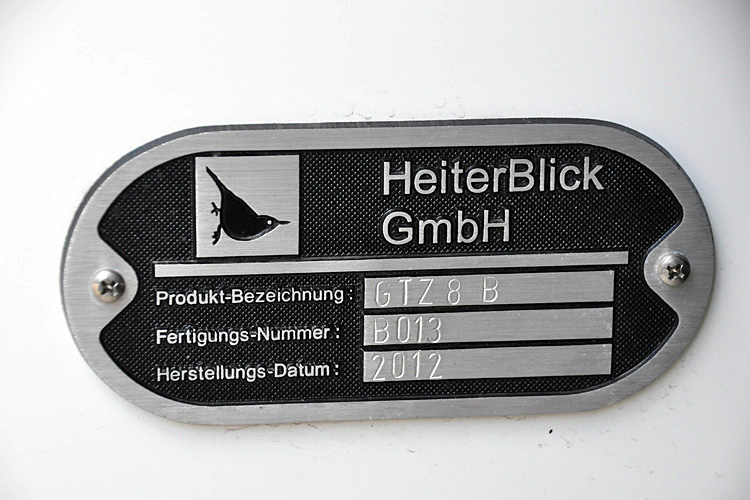 HeiterBlick
GmbH
Produkt-Bezeichnung : GTZ 8 B
Fertigungs-Nummer : B013
Herstellungs-Datum : 2012